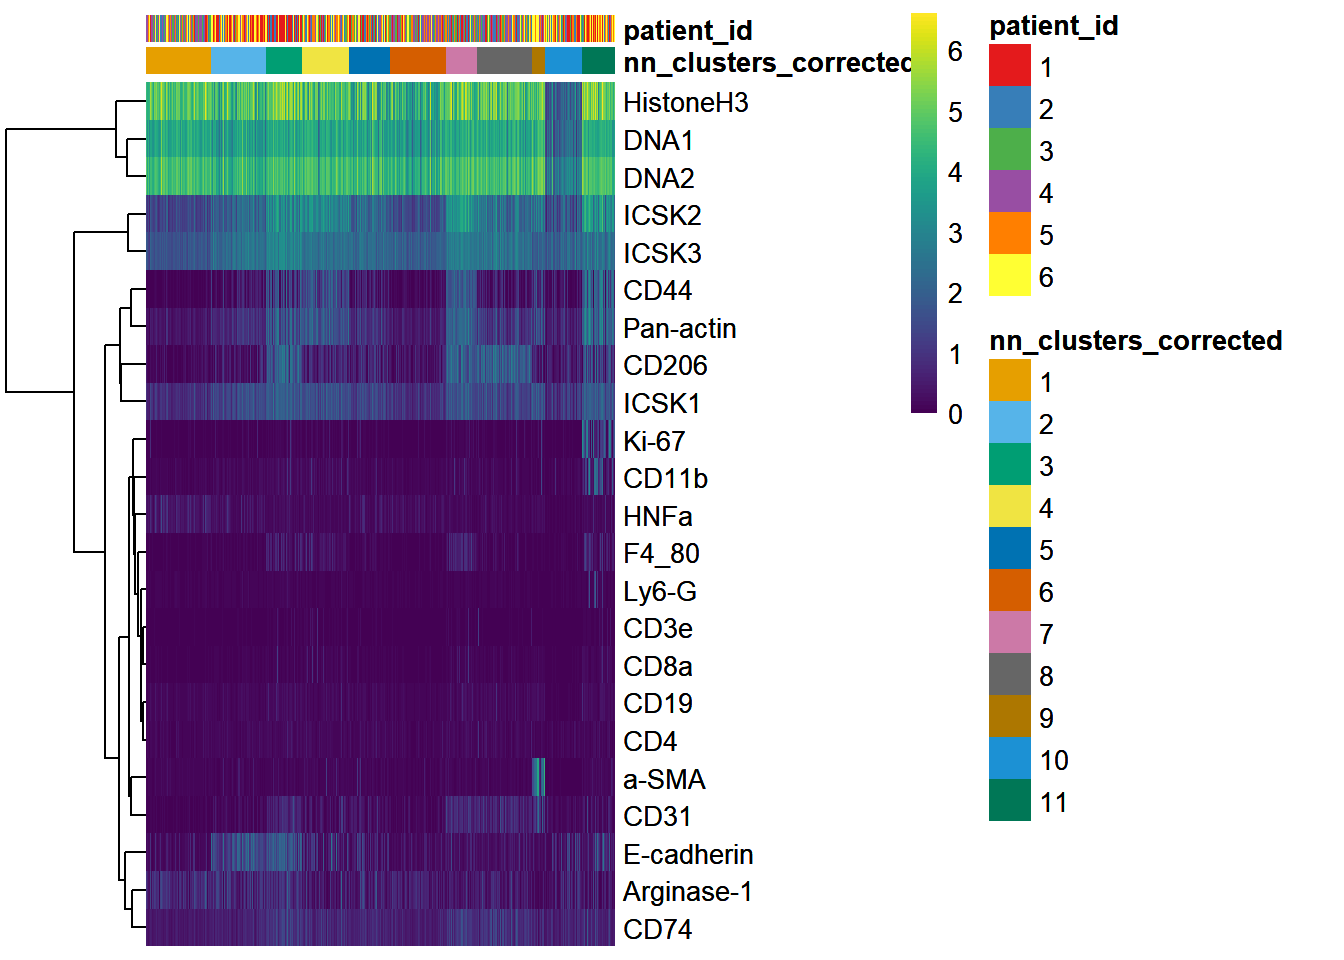 patient_id
nn_clusters_corrected
HistoneH3
DNA1
DNA2
ICSK2
ICSK3
CD44
Pan-actin
CD206
ICSK1
Ki-67
CD11b
HNFa
F4_80
Ly6-G
CD3e
CD8a
CD19
CD4
a-SMA
CD31
E-cadherin
Arginase-1
CD74
6
5
4
3
2
1
0
patient_id
1
2
3
4
5
6
nn_clusters_corrected
1
2
3
4
5
6
7
8
9
10
11